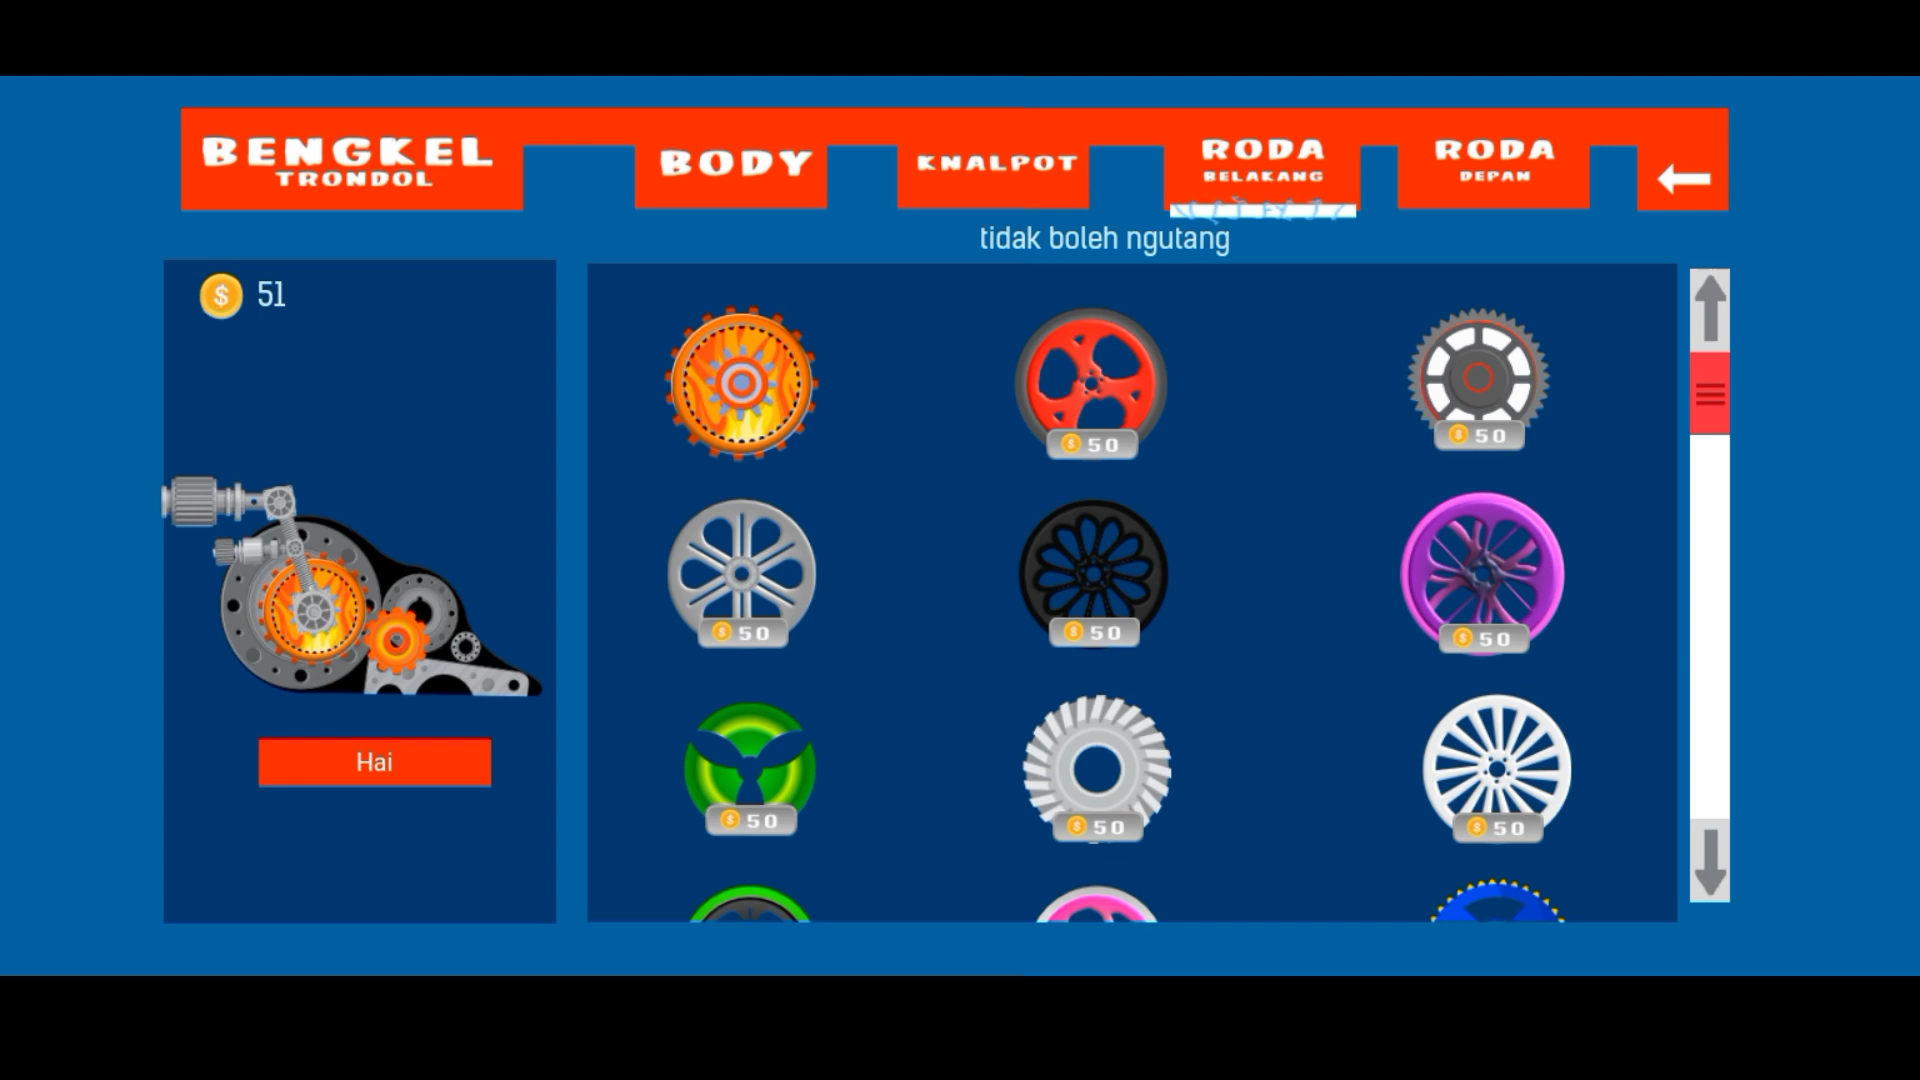 BENGKEL
TRONDOL
BODY
KNALPOT
RODA
BELAKANG
RODA
DEPAN
tidak boleh ngutang
$ 51
$ 50
$ 50
$ 50
$ 50
$ 50
$ 50
$ 50
$ 50
Hai